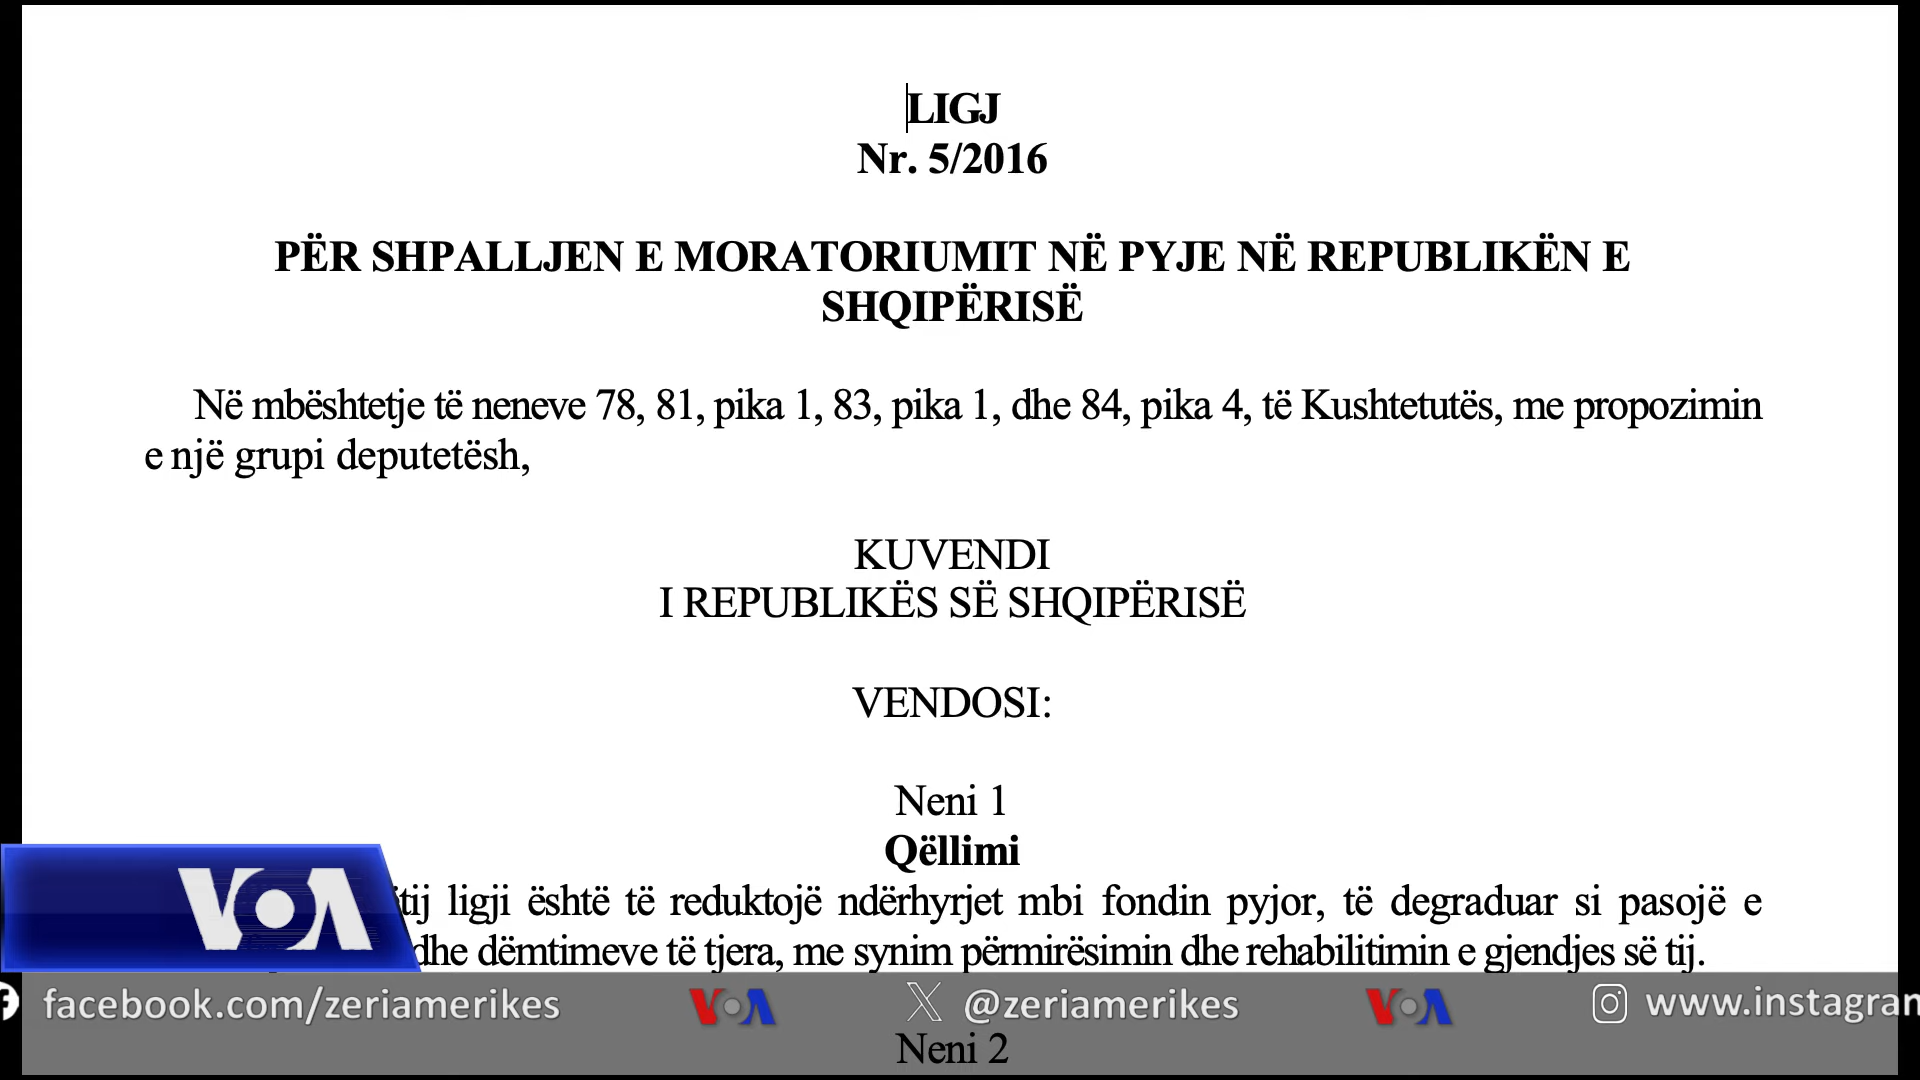 LIGJ
Nr. 5/2016
PËR SHPALLJEN E MORATORIUMIT NË PYJE NË REPUBLIKËN E
SHQIPËRISË
Në mbështetje të neneve 78, 81, pika 1, 83, pika 1, dhe 84, pika 4, të Kushtetutës, me propozimin
e një grupi deputetësh,
KUVENDI
I REPUBLIKËS SË SHQIPËRISË
VENDOSI:
Neni 1
Qëllimi
ligji është të reduktojë ndërhyrjet mbi fondin pyjor, të degraduar si pasojë e
dhe dëmtimeve të tjera, me synim përmirësimin dhe rehabilitimin e gjendjes së tij.
VOA
facebook.com/zeriamerikes VOA @zeriamerikes VOA www.instagram
Neni 2